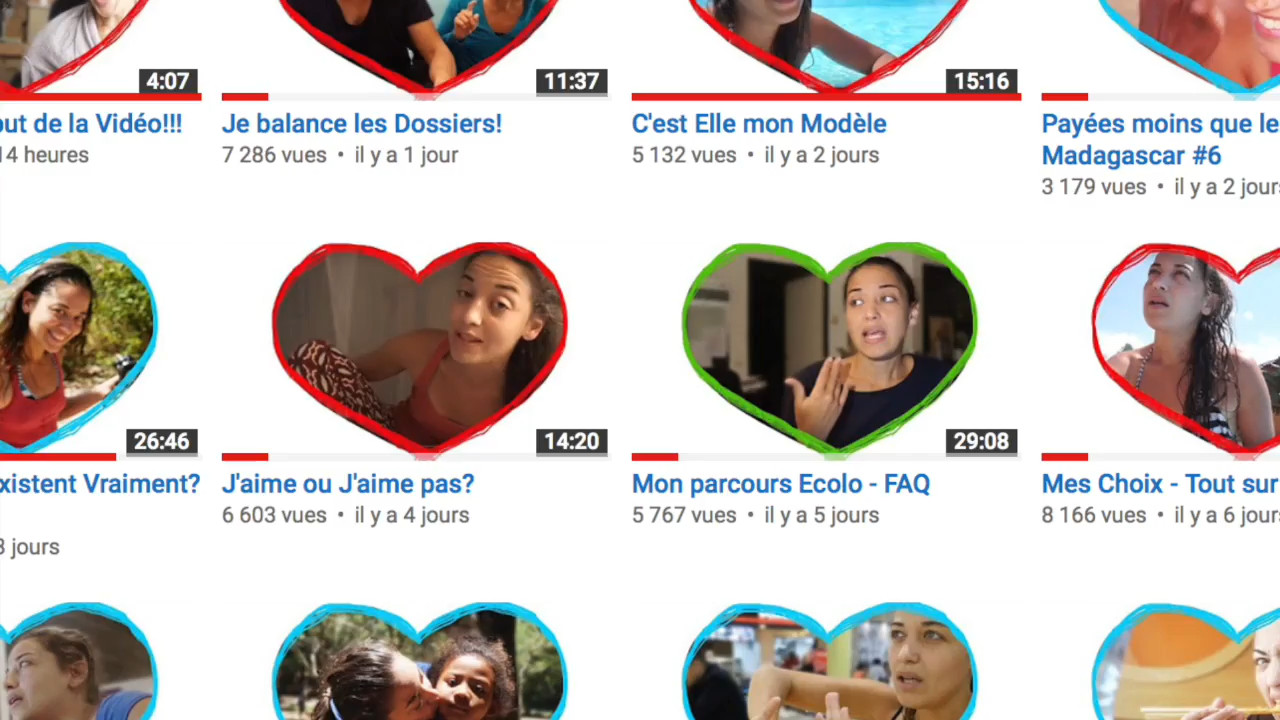 4:07
11:37
15:16
out de la Vidéo!!!
Je balance les Dossiers!
C'est Elle mon Modèle
Payées moins que le
14 heures
7 286 vues • il y a 1 jour
5 132 vues • il y a 2 jours
Madagascar #6
3 179 vues • il y a 2 jours
26:46
14:20
29:08
xistent Vraiment?
J'aime ou J'aime pas?
Mon parcours Ecolo - FAQ
Mes Choix - Tout sur
6 603 vues • il y a 4 jours
5 767 vues • il y a 5 jours
8 166 vues • il y a 6 jours
3 jours